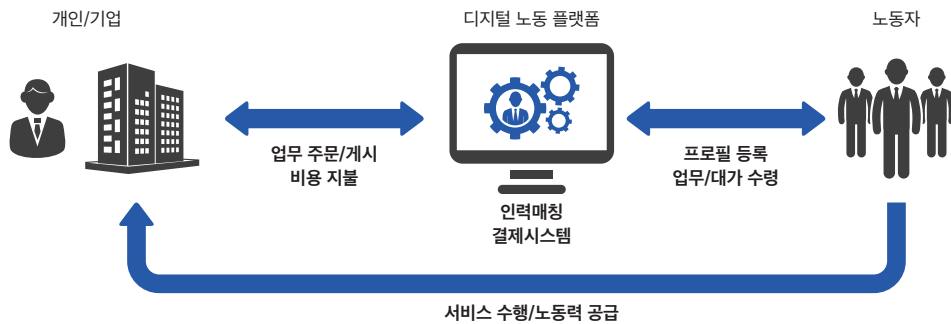 개인/기업
디지털 노동 플랫폼
노동자
업무 주문/게시
비용 지불
프로필 등록
업무/대가 수령
인력매칭
결제시스템
서비스 수행/노동력 공급